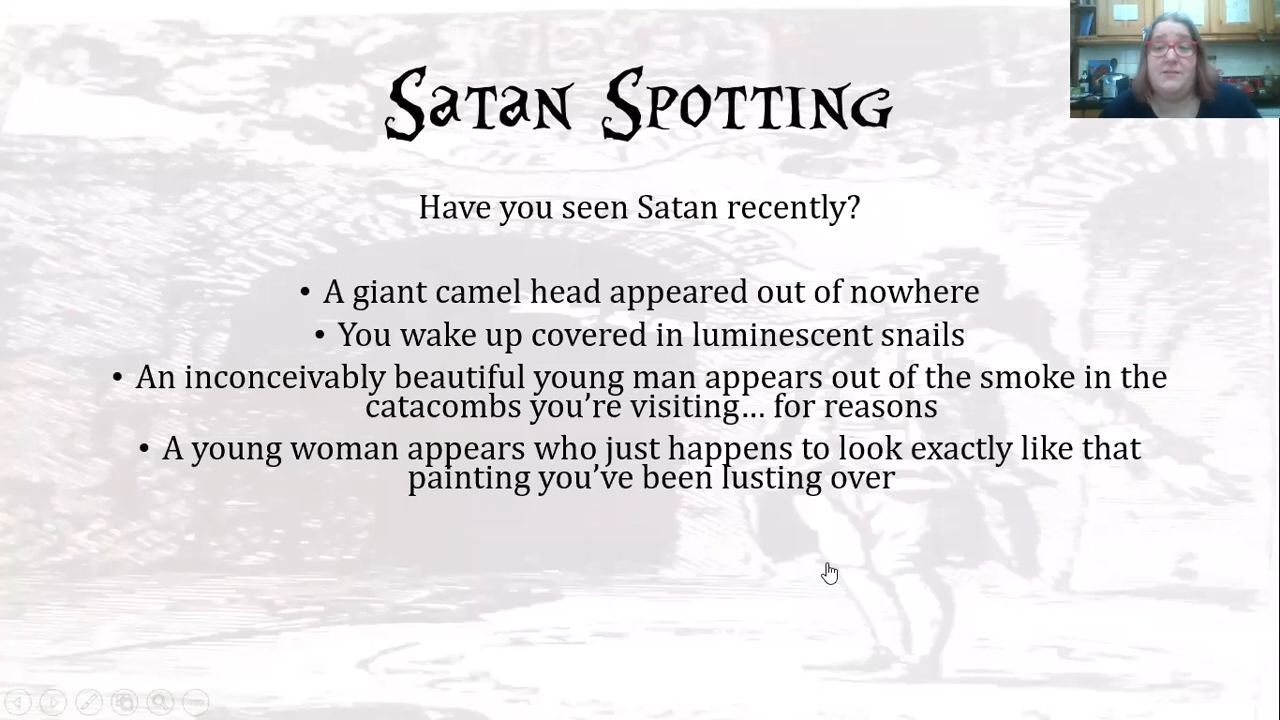 Satan Spotting
Have you seen Satan recently?
• A giant camel head appeared out of nowhere
• You wake up covered in luminescent snails
• An inconceivably beautiful young man appears out of the smoke in the
catacombs you’re visiting… for reasons
• A young woman appears who just happens to look exactly like that
painting you’ve been lusting over